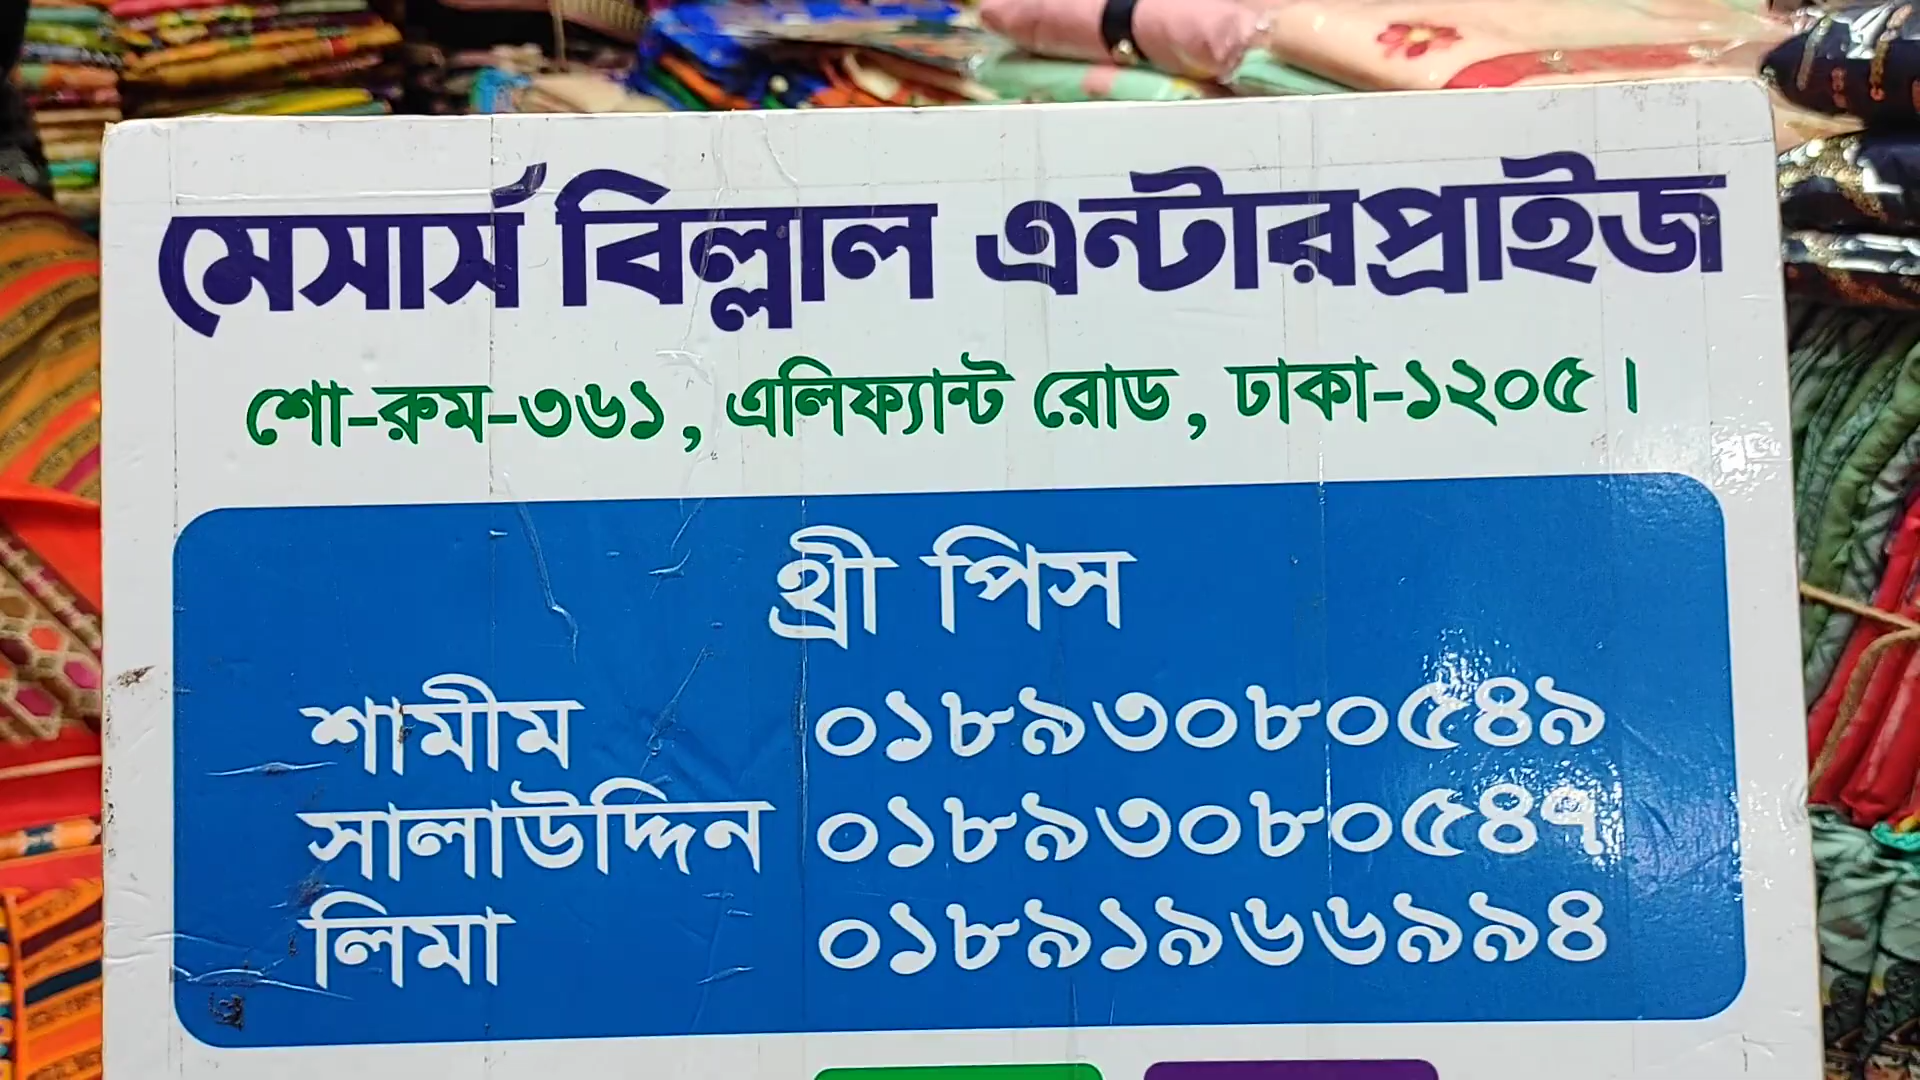 মেসার্স বিল্লাল এন্টারপ্রাইজ
শো-রুম-৩৬১, এলিফ্যান্ট রোড, ঢাকা-১২০৫।
থ্রী পিস
শামীম ০১৮৯৩০৮০৫৪৯
সালাউদ্দিন ০১৮৯৩০৮০৫৪৭
লিমা ০১৮৯১৯৬৬৯৯৪